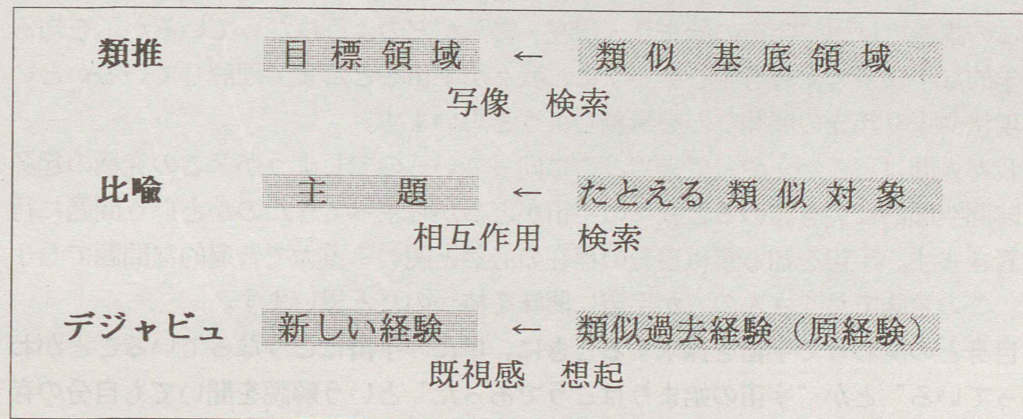 類推 目標領域 ← 類似 基底領域
写像 検索
比喩 主題 ← たとえる 類似 対象
相互作用 検索
デジャビュ 新しい経験 ← 類似過去経験（原経験）
既視感 想起